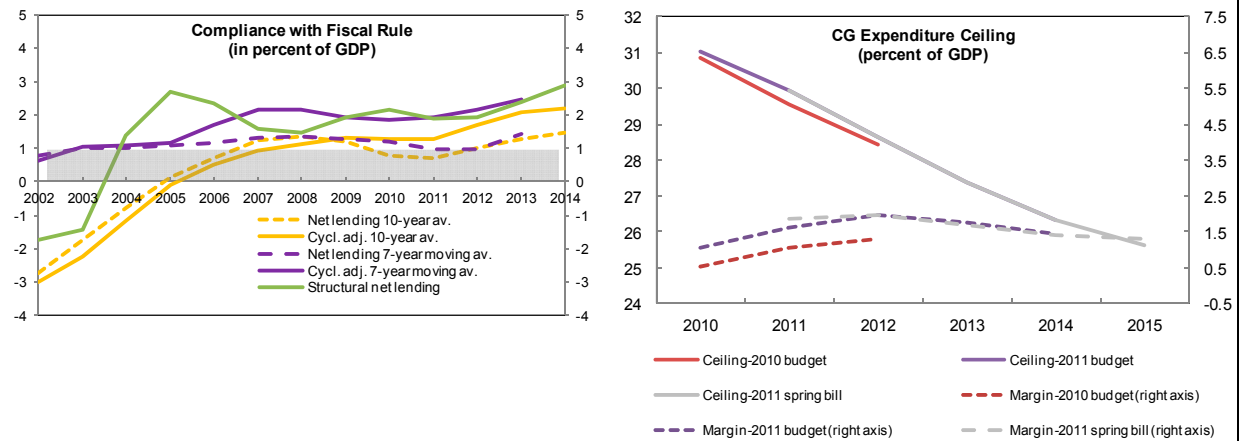 Compliance with Fiscal Rule
(in percent of GDP)
5
4
3
2
1
0
-1
-2
-3
-4
5
4
3
2
1
0
-1
-2
-3
-4
2002 2003 2004 2005 2006 2007 2008 2009 2010 2011 2012 2013 2014
Net lending 10-year av.
Cycl. adj. 10-year av.
Net lending 7-year moving av.
Cycl. adj. 7-year moving av.
Structural net lending
CG Expenditure Ceiling
(percent of GDP)
32
31
30
29
28
27
26
25
24
7.5
6.5
5.5
4.5
3.5
2.5
1.5
0.5
-0.5
2010 2011 2012 2013 2014 2015
Ceiling-2010 budget
Ceiling-2011 budget
Ceiling-2011 spring bill
Margin-2010 budget (right axis)
Margin-2011 budget (right axis)
Margin-2011 spring bill (right axis)